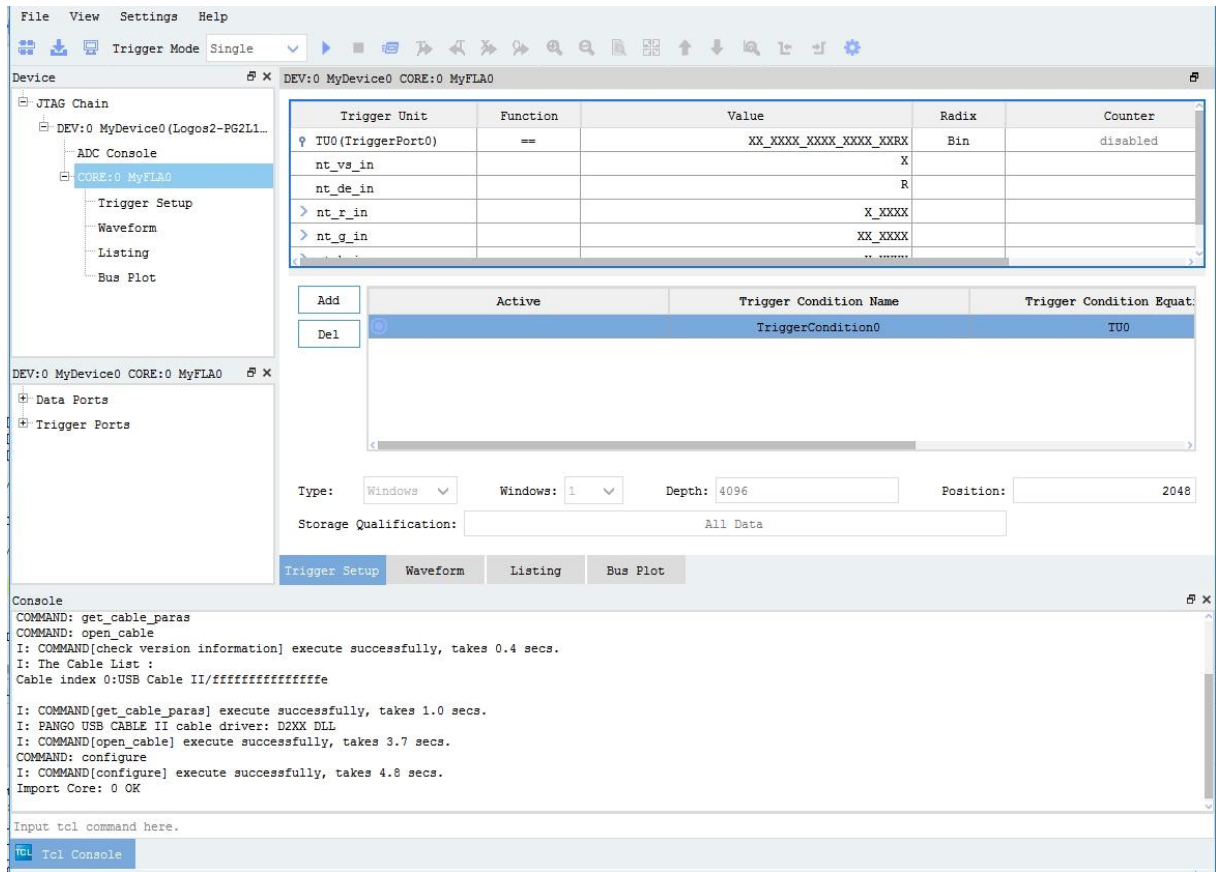 File View Settings Help
Trigger Mode Single
Device
JTAG Chain
DEV:0 MyDevice0(Logos2-PG2L1...
ADC Console
CORE:0 MyFLA0
Trigger Setup
Waveform
Listing
Bus Plot
DEV:0 MyDevice0 CORE:0 MyFLA0
Data Ports
Trigger Ports
DEV:0 MyDevice0 CORE:0 MyFLA0
Trigger Unit Function Value Radix Counter
TU0(TriggerPort0) == XX_XXXX_XXXX_XXXX_XXRX Bin disabled
nt_vs_in X
nt_de_in R
nt_r_in X_XXXX
nt_g_in XX_XXXX
Add
Del
Active Trigger Condition Name Trigger Condition Equati
TriggerCondition0 TU0
Type: Windows Windows: 1 Depth: 4096 Position: 2048
Storage Qualification: All Data
Trigger Setup Waveform Listing Bus Plot
Console
COMMAND: get_cable_paras
COMMAND: open_cable
I: COMMAND[check version information] execute successfully, takes 0.4 secs.
I: The Cable List :
Cable index 0:USB Cable II/fffffffffffffffe
I: COMMAND[get_cable_paras] execute successfully, takes 1.0 secs.
I: PANGO USB CABLE II cable driver: D2XX DLL
I: COMMAND[open_cable] execute successfully, takes 3.7 secs.
COMMAND: configure
I: COMMAND[configure] execute successfully, takes 4.8 secs.
Import Core: 0 OK
Input tcl command here.
TCL Tcl Console